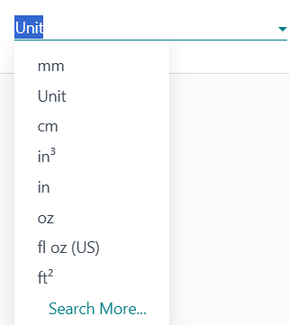 Unit
mm
Unit
cm
in³
in
oz
fl oz (US)
ft²
Search More...